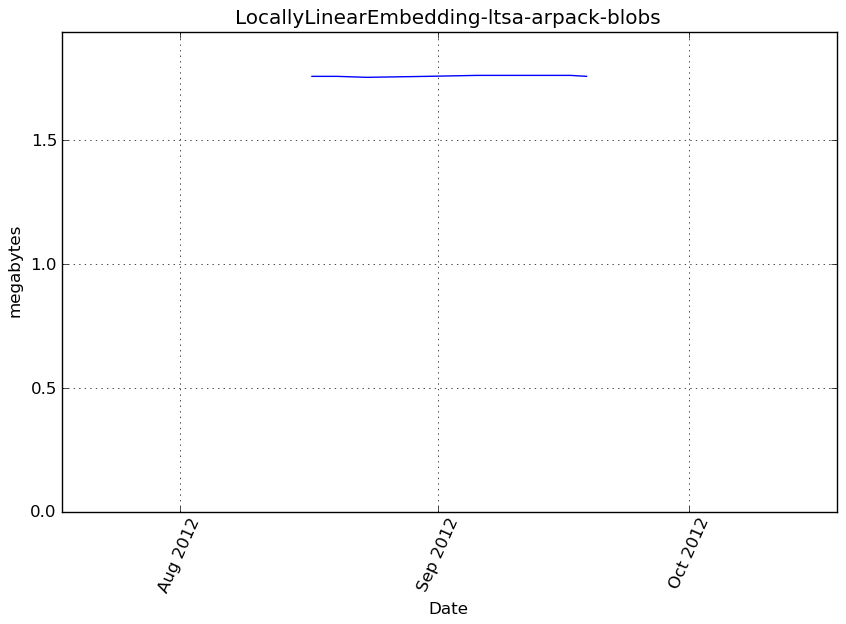 LocallyLinearEmbedding-ltsa-arpack-blobs
megabytes
1.5
1.0
0.5
0.0
Aug 2012
Sep 2012
Oct 2012
Date